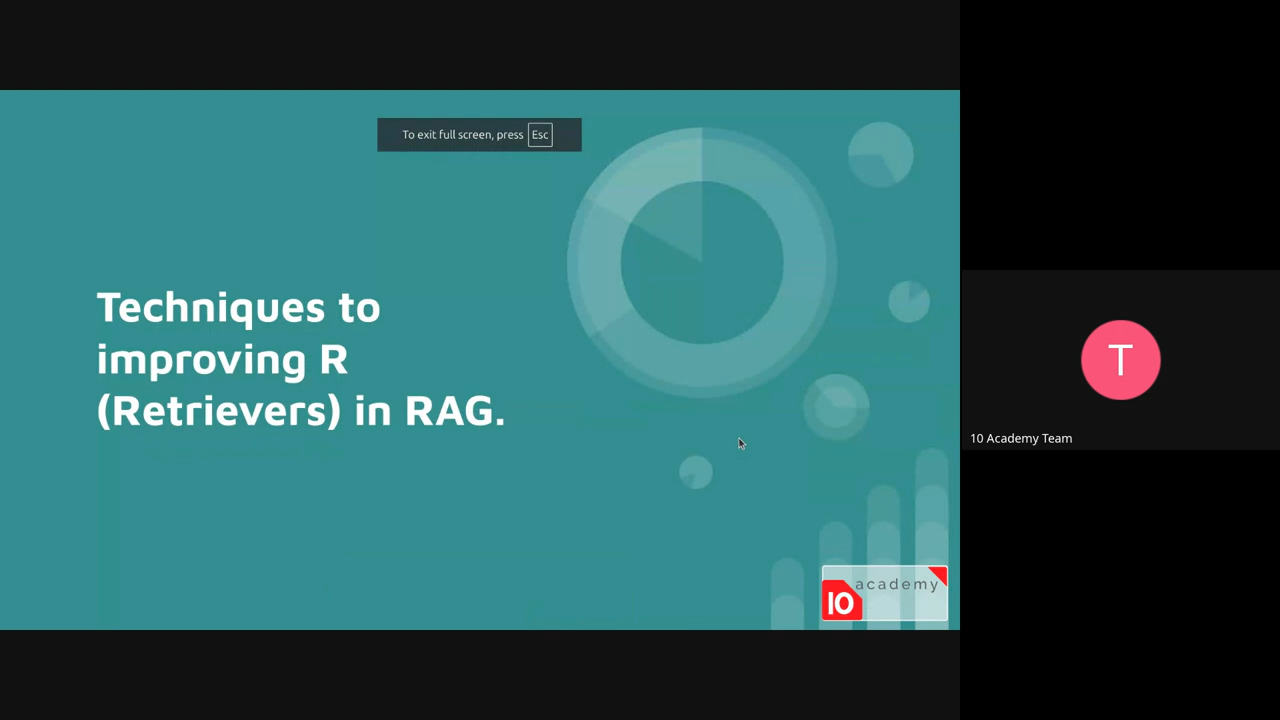 To exit full screen, press Esc
Techniques to
improving R
(Retrievers) in RAG.
T
10 Academy Team
academy
10